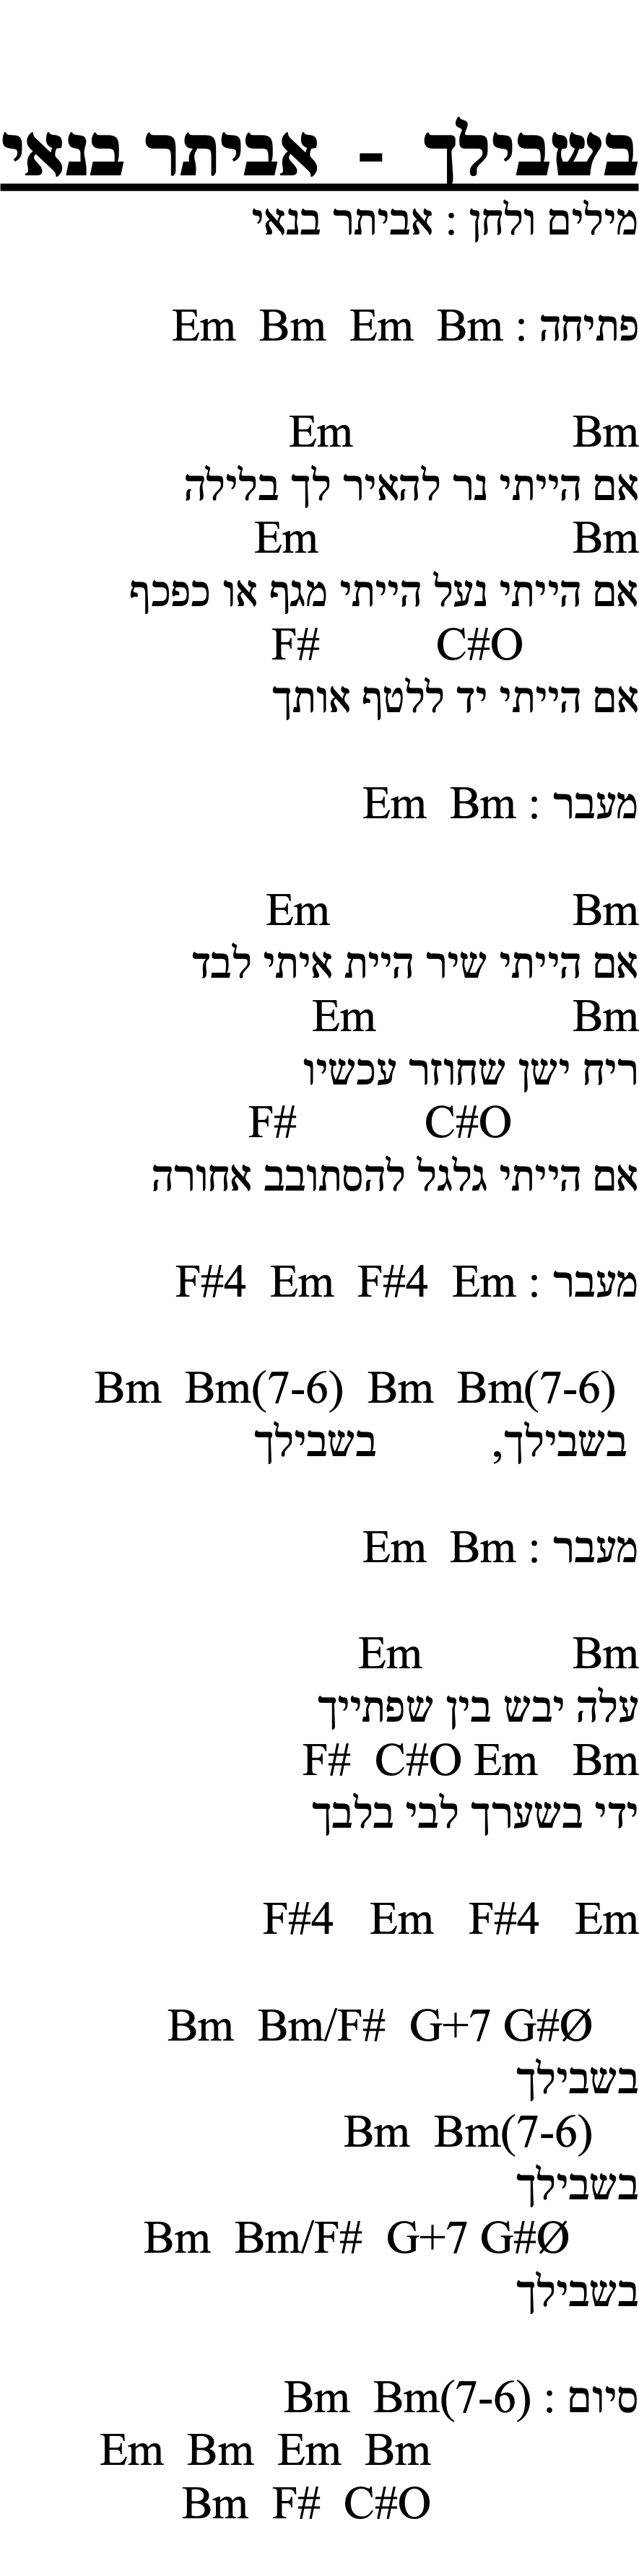 בשבילך - אביתר בנאי
מילים ולחן : אביתר בנאי
פתיחה : Em Bm Em Bm
Em Bm
אם הייתי נר להאיר לך בלילה
Em Bm
אם הייתי נעל הייתי מגף או כפכף
F# C#O
אם הייתי יד ללטף אותך
מעבר : Em Bm
Em Bm
אם הייתי שיר היית איתי לבד
Em Bm
ריח ישן שחוזר עכשיו
F# C#O
אם הייתי גלגל להסתובב אחורה
מעבר : F#4 Em F#4 Em
Bm Bm(7-6) Bm Bm(7-6)
בשבילך, בשבילך
מעבר : Em Bm
Em Bm
עלה יבש בין שפתייך
F# C#O Em Bm
ידי בשערך לבי בלבך
F#4 Em F#4 Em
Bm Bm/F# G+7 G#Ø
בשבילך
Bm Bm(7-6)
בשבילך
Bm Bm/F# G+7 G#Ø
בשבילך
סיום : Bm Bm(7-6)
Em Bm Em Bm
Bm F# C#O